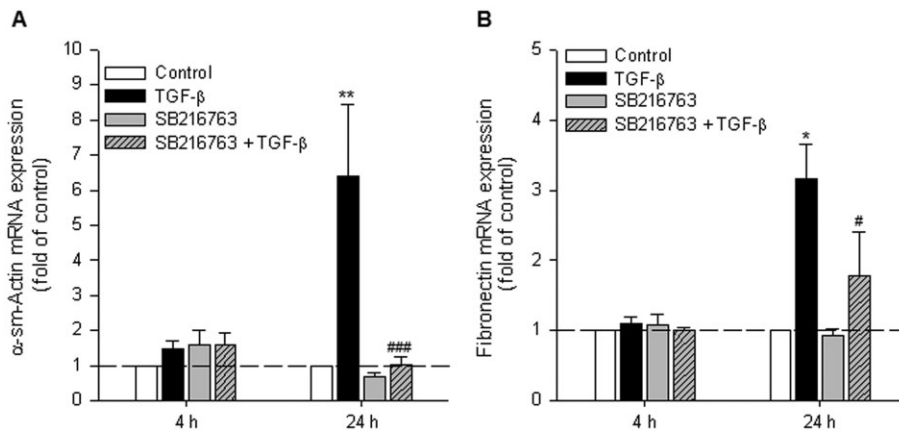 A
α-sm-Actin mRNA expression
(fold of control)
10
9
8
7
6
5
4
3
2
1
0
Control
TGF-β
SB216763
SB216763 + TGF-β
**
###
4 h
24 h
B
Fibronectin mRNA expression
(fold of control)
5
4
3
2
1
0
Control
TGF-β
SB216763
SB216763 + TGF-β
*
#
4 h
24 h